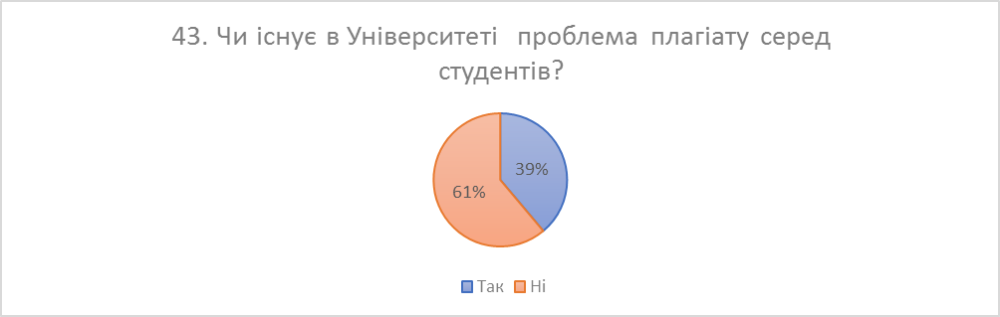 43. Чи існує в Університеті проблема плагіату серед
студентів?
39%
61%
Так Ні